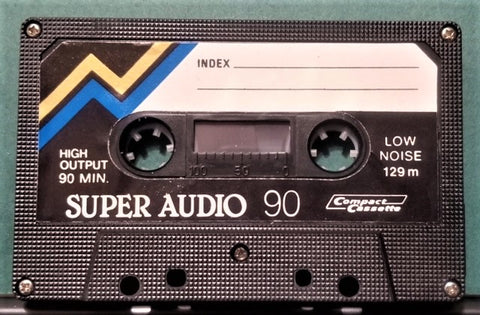 INDEX
HIGH
OUTPUT
90 MIN.
LOW
NOISE
129 m
100 50 0
SUPER AUDIO 90
Compact
Cassette